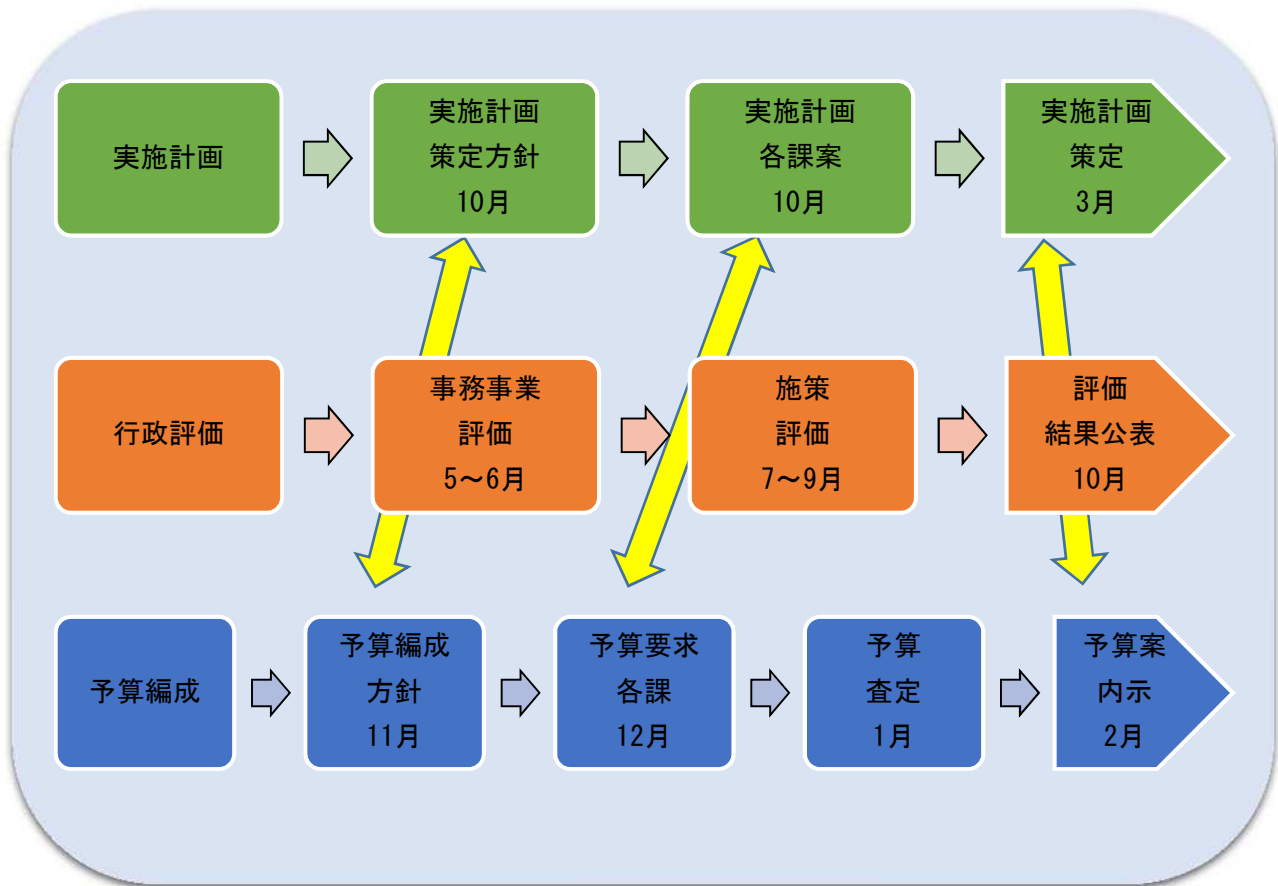 実施計画
実施計画
策定方針
10月
実施計画
各課案
10月
実施計画
策定
3月
行政評価
事務事業
評価
5～6月
施策
評価
7～9月
評価
結果公表
10月
予算編成
予算編成
方針
11月
予算要求
各課
12月
予算
査定
1月
予算案
内示
2月